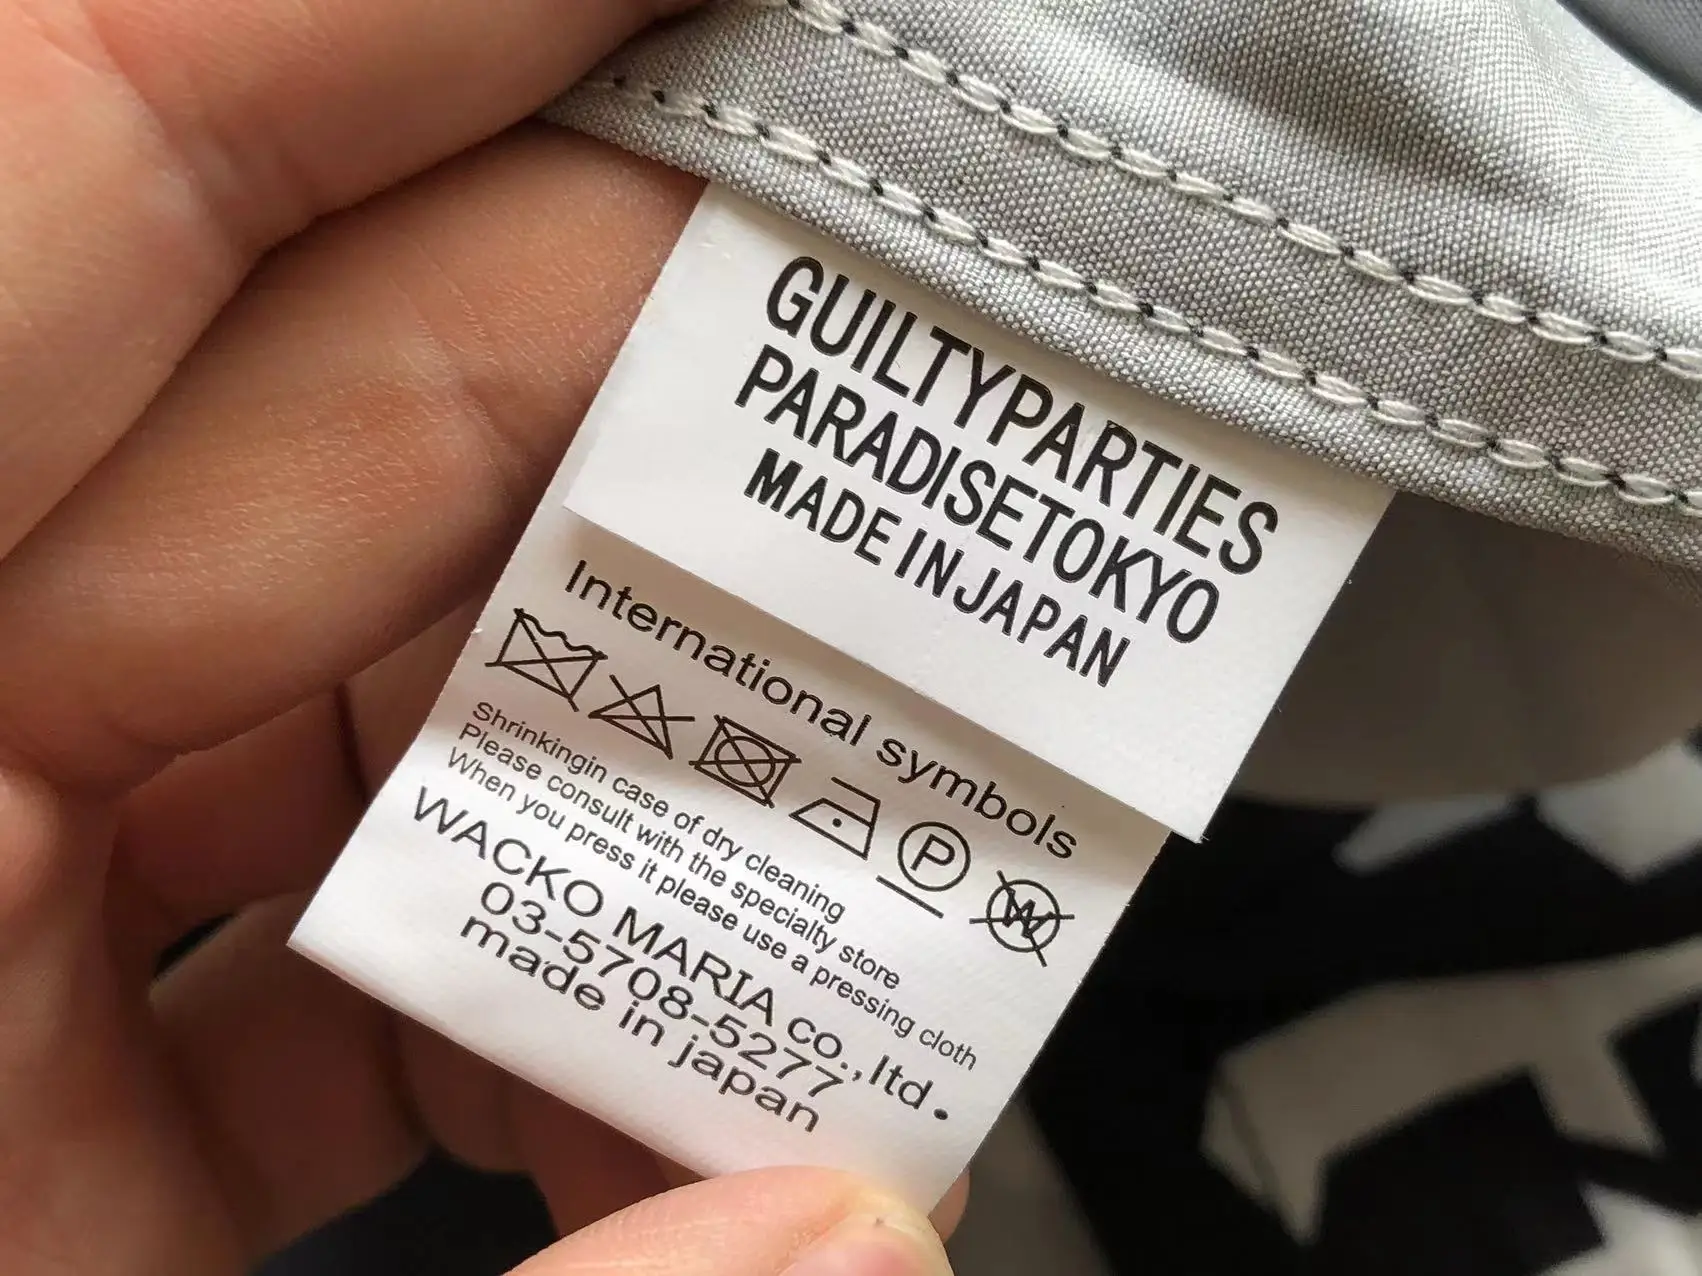 GUILTYPARTIES
PARADISETOKYO
MADE IN JAPAN
International symbols
P W
Shrinkingin case of dry cleaning
Please consult with the specialty store
When you press it please use a pressing cloth
WACKO MARIA co.,ltd.
03-5708-5277
made in japan